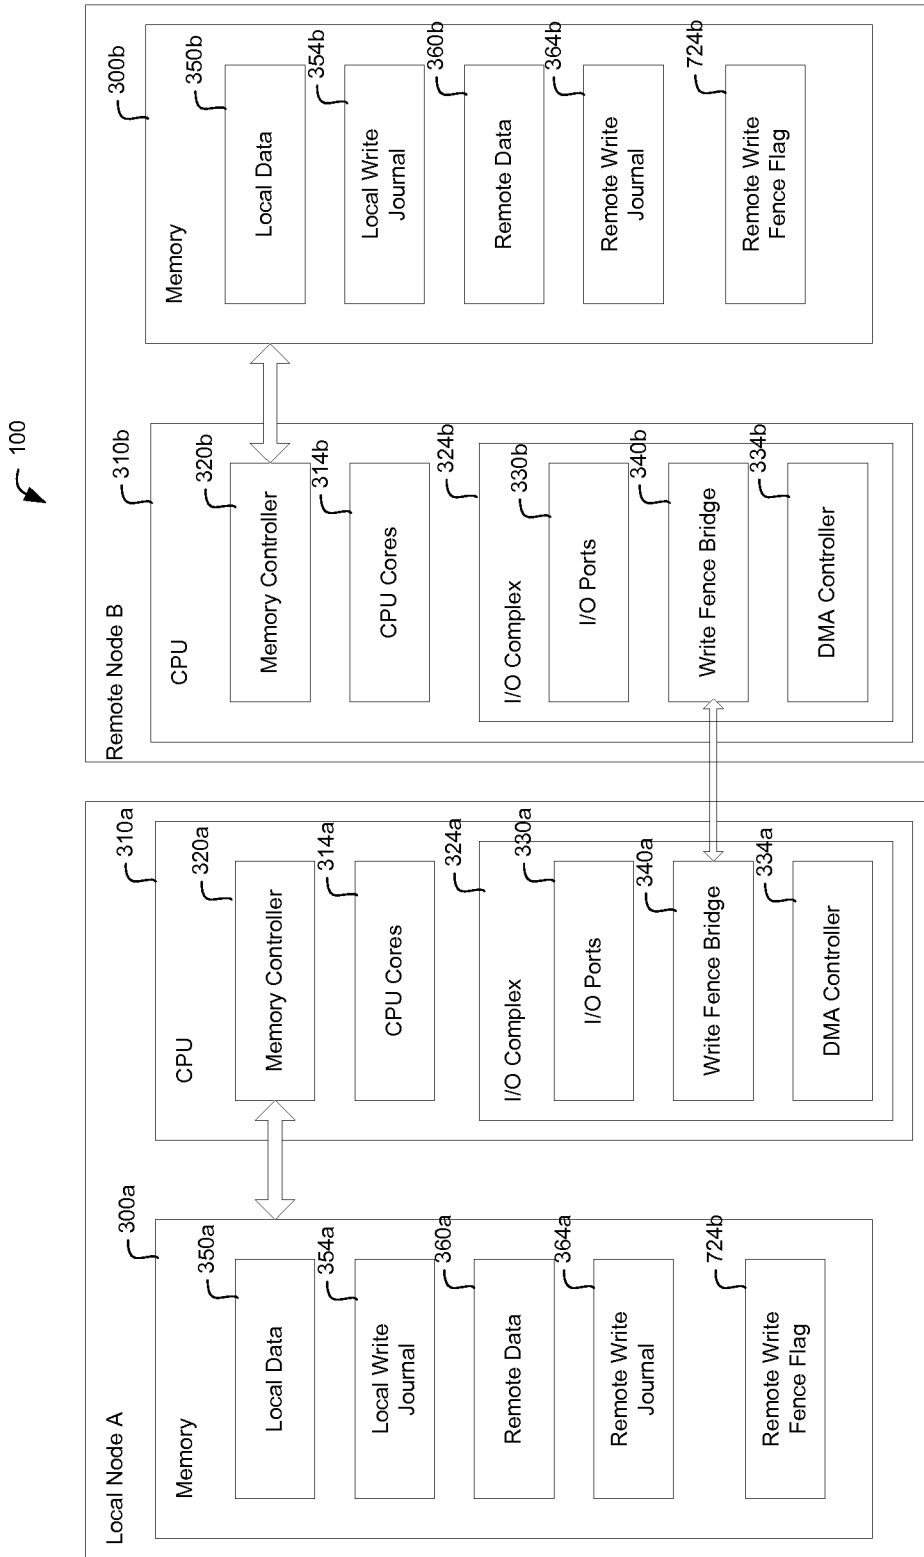 100
Local Node A
Memory
300a
Local Data
350a
Local Write
Journal
354a
Remote Data
360a
Remote Write
Journal
364a
Remote Write
Fence Flag
724b
CPU
310a
Memory Controller
320a
CPU Cores
314a
I/O Complex
324a
I/O Ports
330a
Write Fence Bridge
340a
DMA Controller
334a
Remote Node B
CPU
310b
Memory Controller
320b
CPU Cores
314b
I/O Complex
324b
I/O Ports
330b
Write Fence Bridge
340b
DMA Controller
334b
Memory
300b
Local Data
350b
Local Write
Journal
354b
Remote Data
360b
Remote Write
Journal
364b
Remote Write
Fence Flag
724b